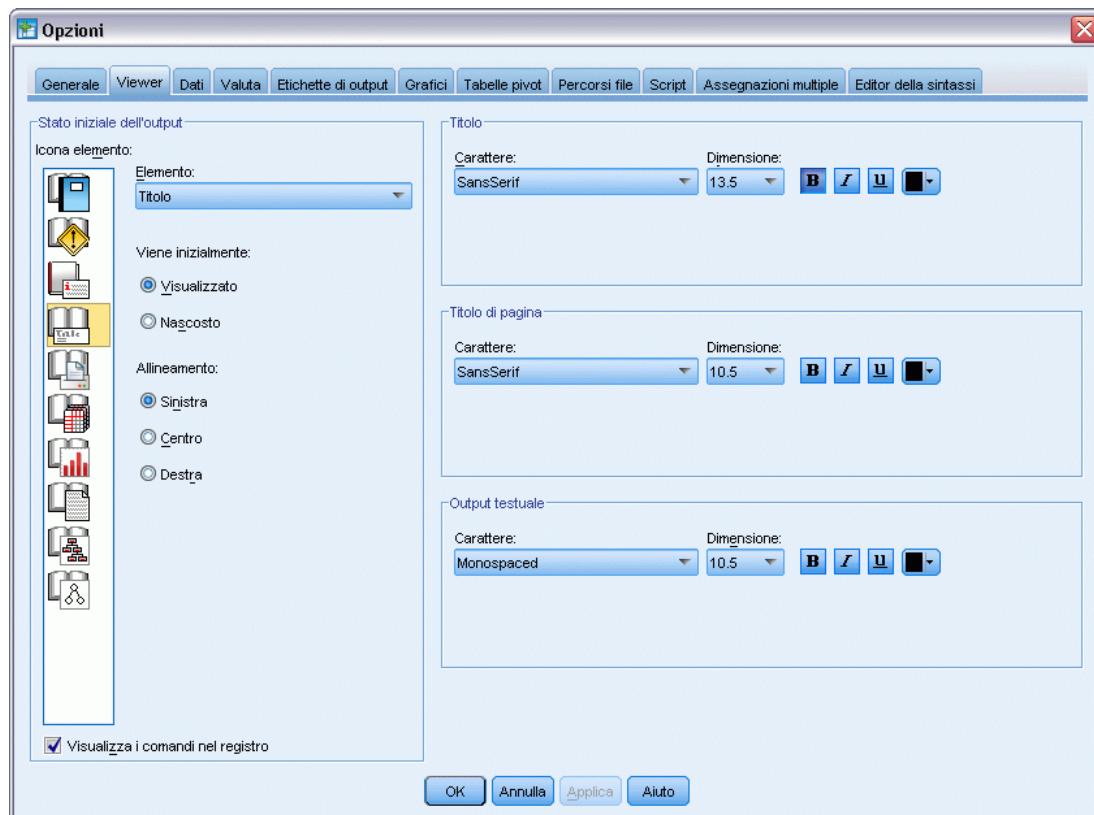 Opzioni
Generale Viewer Dati Valuta Etichette di output Grafici Tabelle pivot Percorsi file Script Assegnazioni multiple Editor della sintassi
Stato iniziale dell'output
Icona elemento:
Elemento:
Titolo
Viene inizialmente:
Visualizzato
Nascosto
Allineamento:
Sinistra
Centro
Destra
Title
Visualizza i comandi nel registro
Titolo
Carattere: Dimensione:
SansSerif 13.5 B I U
Titolo di pagina
Carattere: Dimensione:
SansSerif 10.5 B I U
Output testuale
Carattere: Dimensione:
Monospaced 10.5 B I U
OK Annulla Applica Aiuto